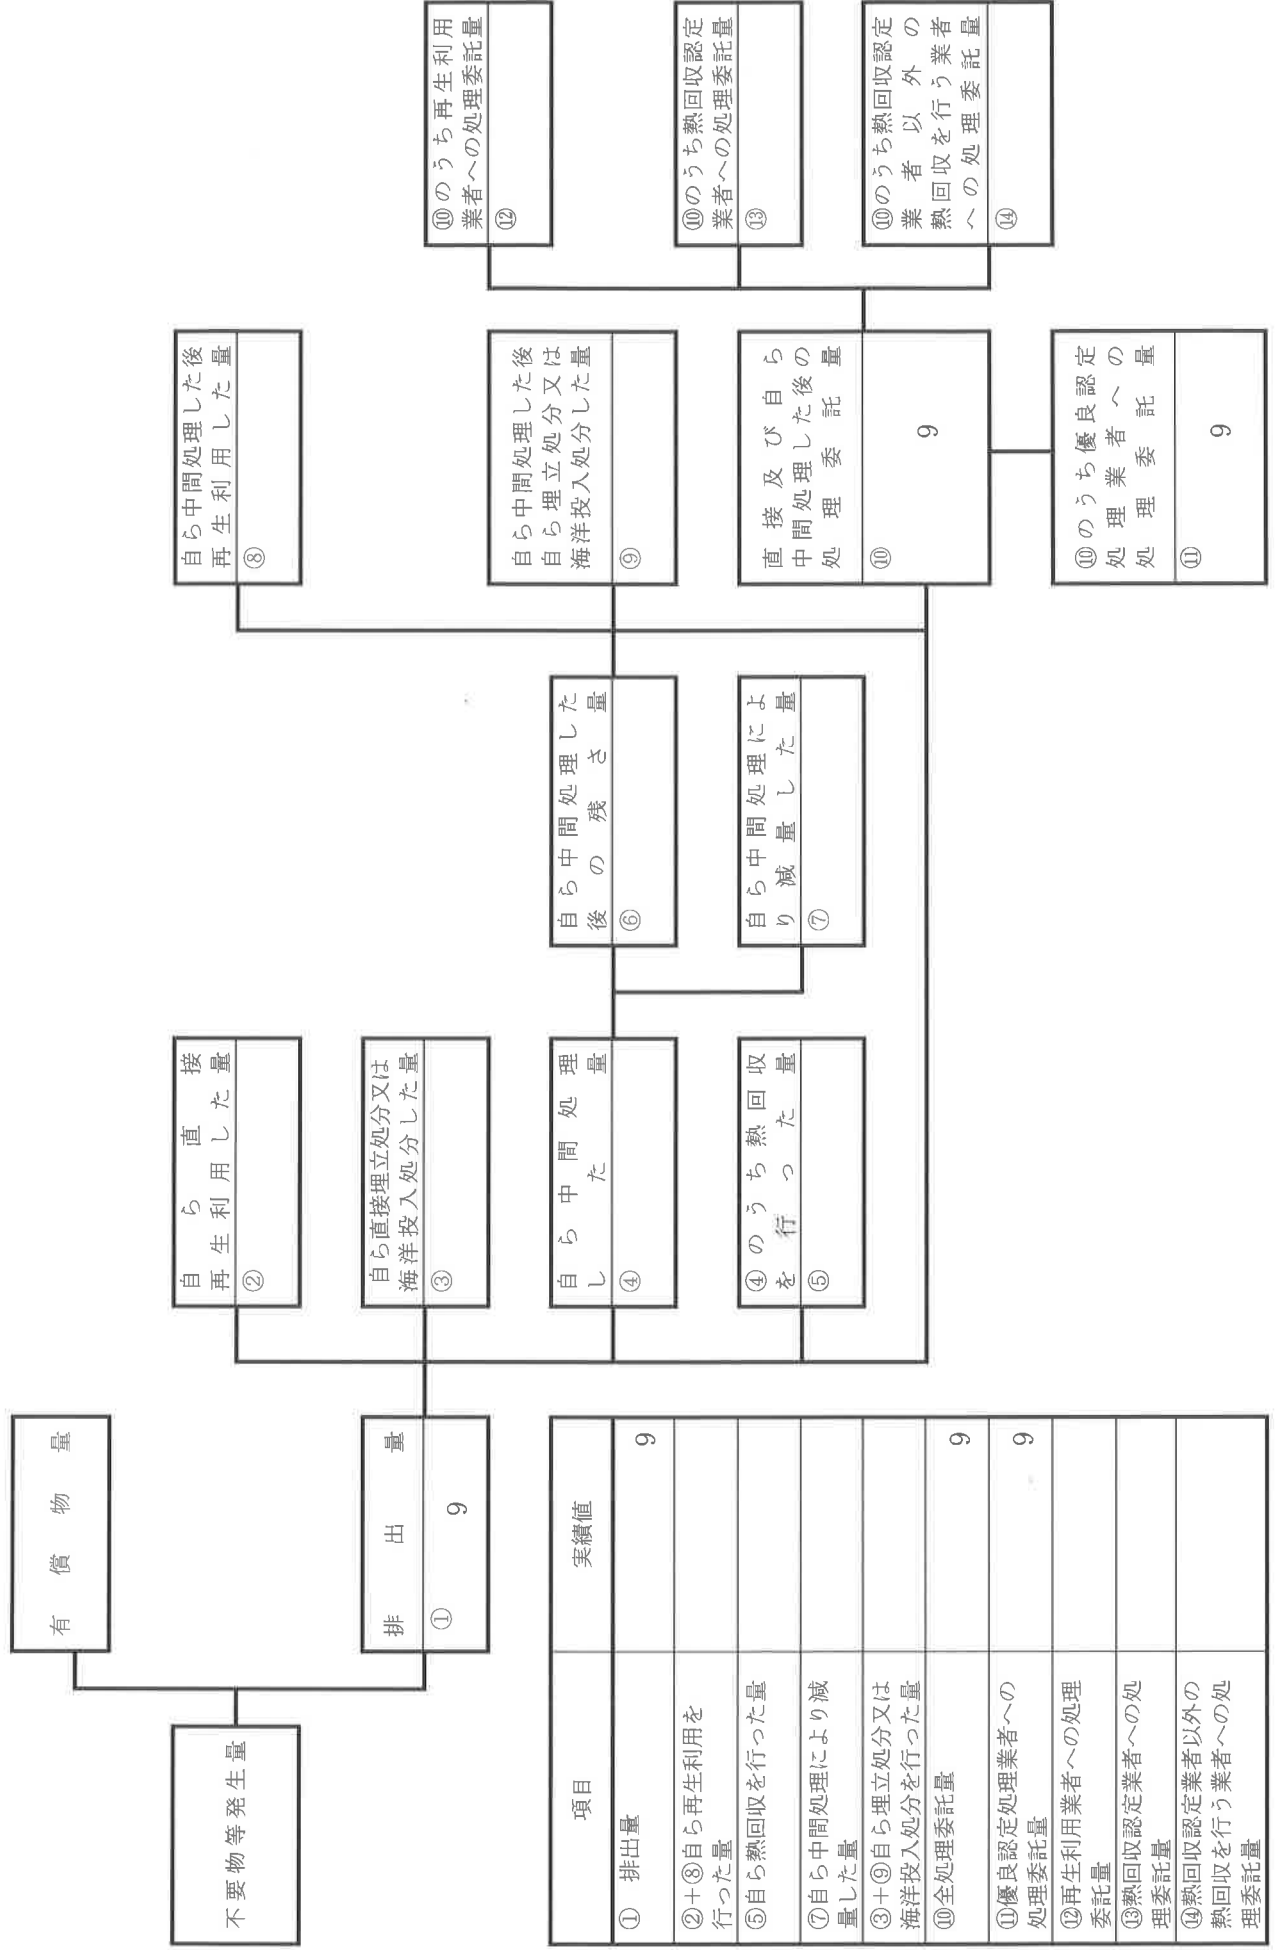 不要物等発生量
有償物量
排出量
①
9
自ら直接
再生利用した量
②
自ら直接埋立処分又は
海洋投入処分した量
③
自ら中間処理
した量
④
④のうち熱回収
を行った量
⑤
自ら中間処理した
後の残さ量
⑥
自ら中間処理によ
り減量した量
⑦
自ら中間処理した後
再生利用した量
⑧
自ら中間処理した後
自ら埋立処分又は
海洋投入処分した量
⑨
直接及び自ら
中間処理した後の
処理委託量
⑩
9
⑩のうち優良認定
処理業者への
処理委託量
⑪
9
⑩のうち再生利用
業者への処理委託量
⑫
⑩のうち熱回収認定
業者への処理委託量
⑬
⑩のうち熱回収認定
業者以外の
熱回収を行う業者
への処理委託量
⑭
項目 実績値
① 排出量 9
②+⑧自ら再生利用を
行った量
⑤自ら熱回収を行った量
⑦自ら中間処理により減
量した量
③+⑨自ら埋立処分又は
海洋投入処分を行った量
⑩全処理委託量 9
⑪優良認定処理業者への
処理委託量 9
⑫再生利用業者への処理
委託量
⑬熱回収認定業者への処
理委託量
⑭熱回収認定業者以外の
熱回収を行う業者への処
理委託量